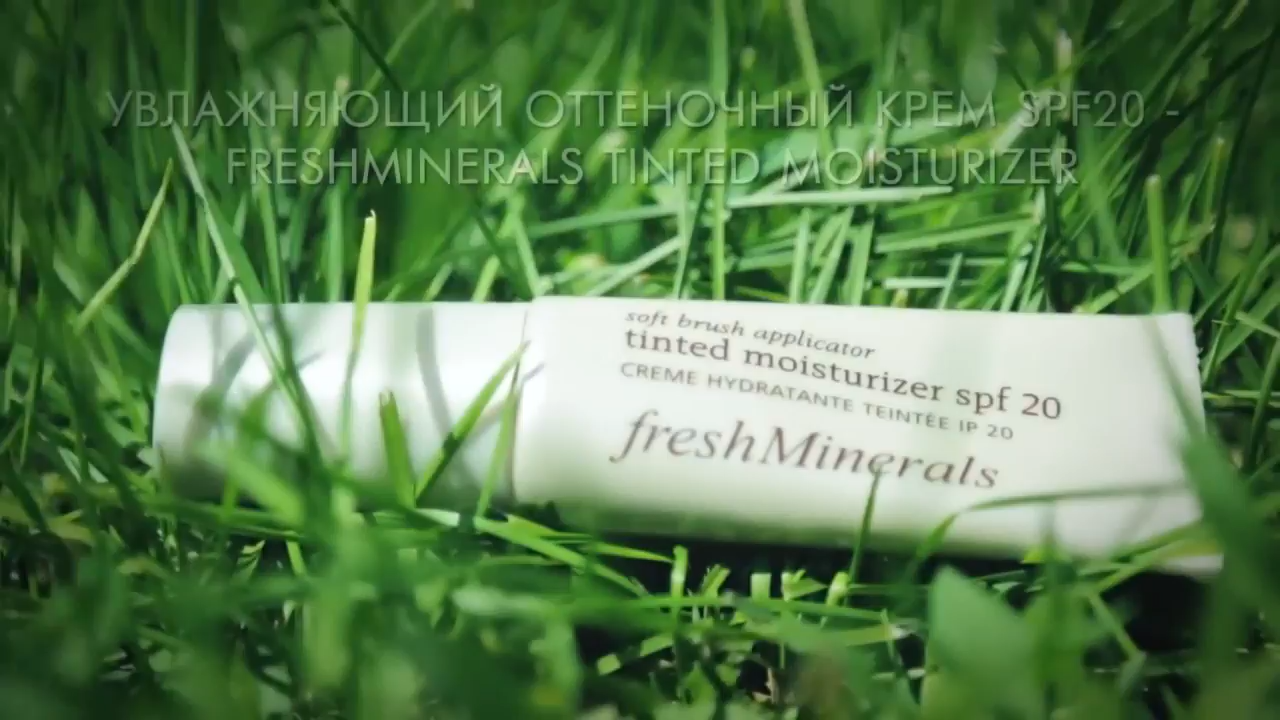 УВЛАЖНЯЮЩИЙ ОТТЕНОЧНЫЙ КРЕМ SPF20 -
FRESHMINERALS TINTED MOISTURIZER
soft brush applicator
tinted moisturizer spf 20
CREME HYDRATANTE TEINTÉE IP 20
freshMinerals